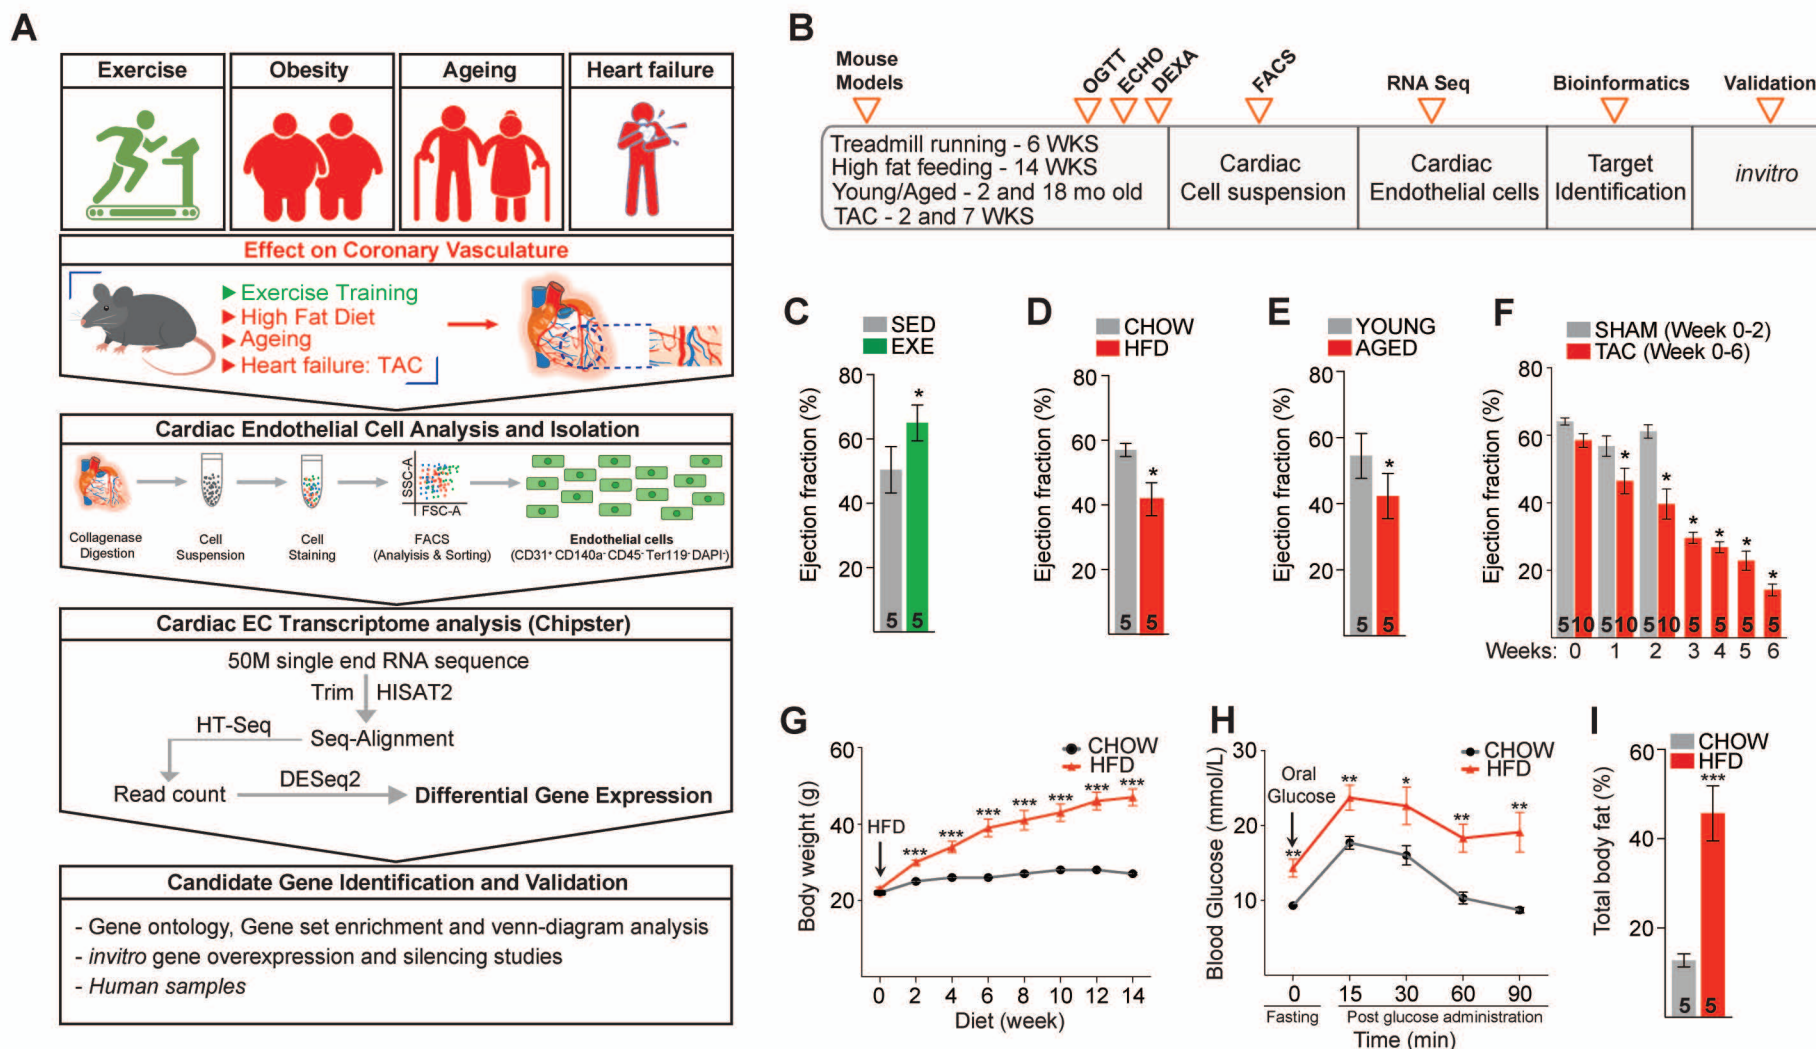 A
Exercise
Obesity
Ageing
Heart failure
Effect on Coronary Vasculature
Exercise Training
High Fat Diet
Ageing
Heart failure: TAC
Cardiac Endothelial Cell Analysis and Isolation
SSC-A
FSC-A
Collagenase
Digestion
Cell
Suspension
Cell
Staining
FACS
(Analysis & Sorting)
Endothelial cells
(CD31+ CD140a- CD45- Ter119- DAPI-)
Cardiac EC Transcriptome analysis (Chipster)
50M single end RNA sequence
Trim HISAT2
HT-Seq
Seq-Alignment
DESeq2
Read count
Differential Gene Expression
Candidate Gene Identification and Validation
- Gene ontology, Gene set enrichment and venn-diagram analysis
- invitro gene overexpression and silencing studies
- Human samples
B
Mouse
Models
OGTT
ECHO
DEXA
FACS
RNA Seq
Bioinformatics
Validation
Treadmill running - 6 WKS
High fat feeding - 14 WKS
Young/Aged - 2 and 18 mo old
TAC - 2 and 7 WKS
Cardiac
Cell suspension
Cardiac
Endothelial cells
Target
Identification
invitro
C
SED
EXE
Ejection fraction (%)
80
60
40
20
*
5 5
D
CHOW
HFD
Ejection fraction (%)
80
60
40
20
*
5 5
E
YOUNG
AGED
Ejection fraction (%)
80
60
40
20
*
5 5
F
SHAM (Week 0-2)
TAC (Week 0-6)
Ejection fraction (%)
80
60
40
20
* * * * * *
5 10 5 10 5 10 5 5 5 5
Weeks: 0 1 2 3 4 5 6
G
CHOW
HFD
Body weight (g)
60
40
20
HFD
*** *** *** *** *** *** ***
0 2 4 6 8 10 12 14
Diet (week)
H
CHOW
HFD
Blood Glucose (mmol/L)
30
20
10
Oral
Glucose
** ** * ** **
0 15 30 60 90
Fasting
Post glucose administration
Time (min)
I
CHOW
HFD
Total body fat (%)
60
40
20
***
5 5